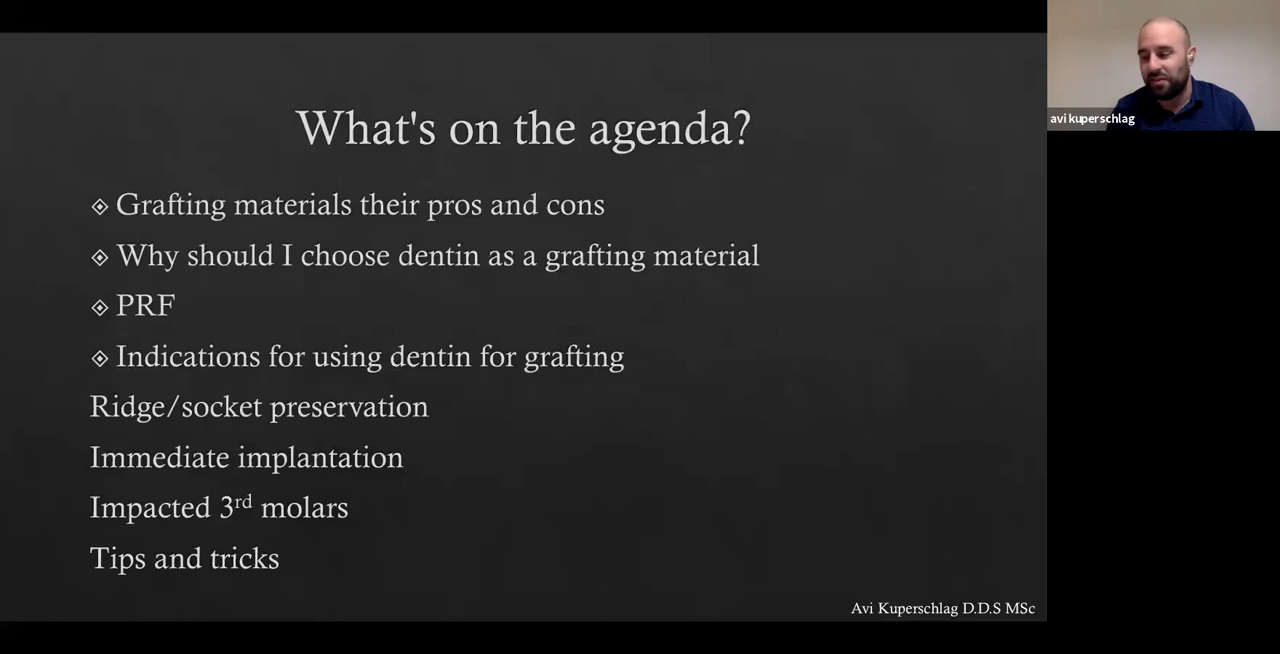 What's on the agenda?
Grafting materials their pros and cons
Why should I choose dentin as a grafting material
PRF
Indications for using dentin for grafting
Ridge/socket preservation
Immediate implantation
Impacted 3rd molars
Tips and tricks
Avi Kuperschlag D.D.S MSc
avi kuperschlag